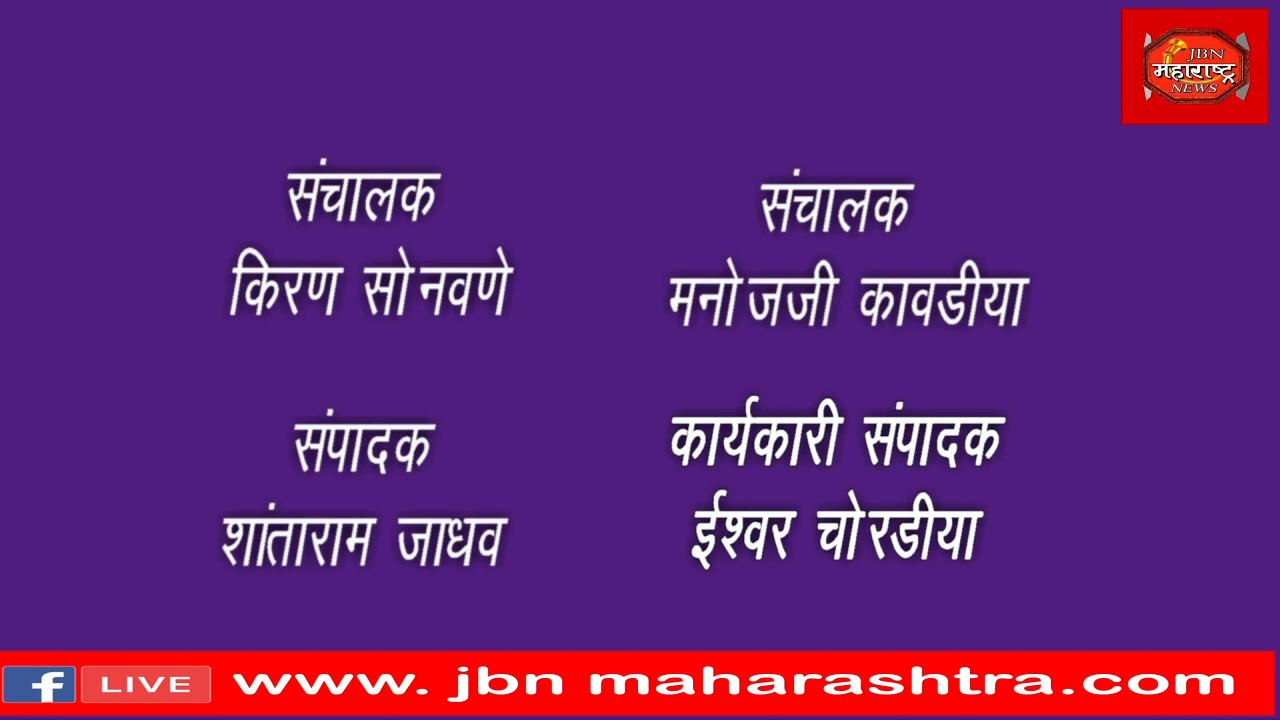 JBN
महाराष्ट्र
NEWS
संचालक
किरण सोनवणे
संचालक
मनोजजी कावडीया
संपादक
शांताराम जाधव
कार्यकारी संपादक
ईश्वर चोरडीया
f LIVE www. jbn maharashtra.com